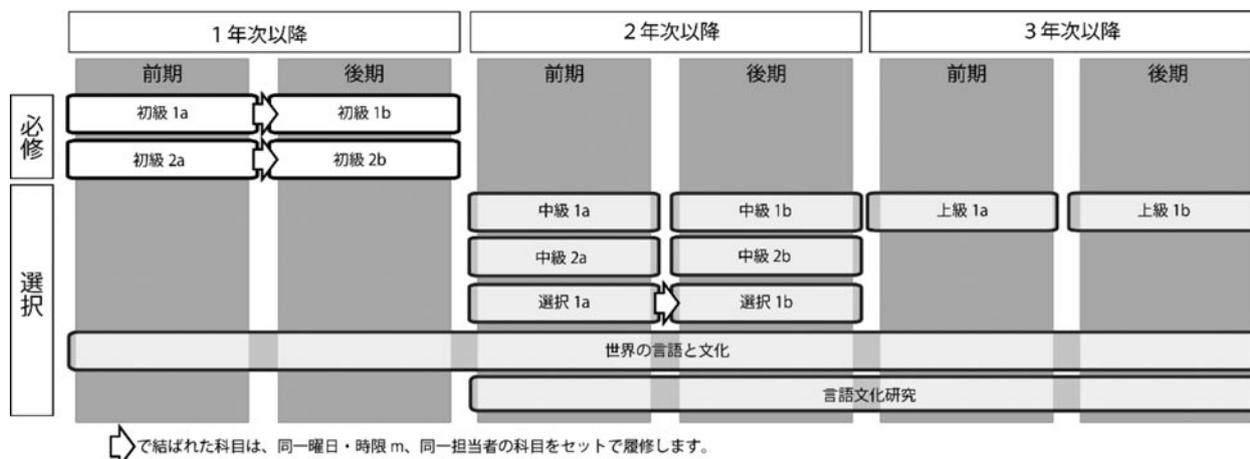 1年次以降 2年次以降 3年次以降
前期 後期 前期 後期 前期 後期
必修
初級 1a 初級 1b
初級 2a 初級 2b
選択
中級 1a 中級 1b 上級 1a 上級 1b
中級 2a 中級 2b
選択 1a 選択 1b
世界の言語と文化
言語文化研究
で結ばれた科目は、同一曜日・時限 m、同一担当者の科目をセットで履修します。